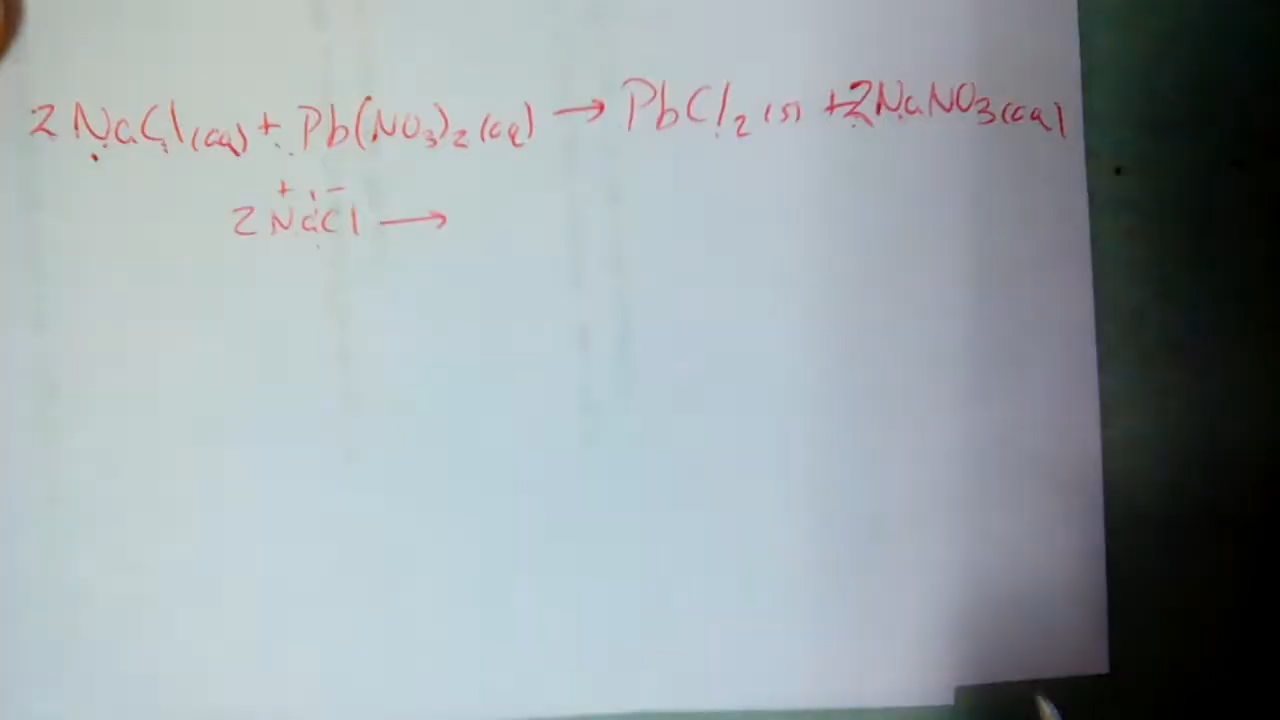 2NaCl(aq) + Pb(NO3)2(aq) → PbCl2(s) + 2NaNO3(aq)
+ -
2NaCl →